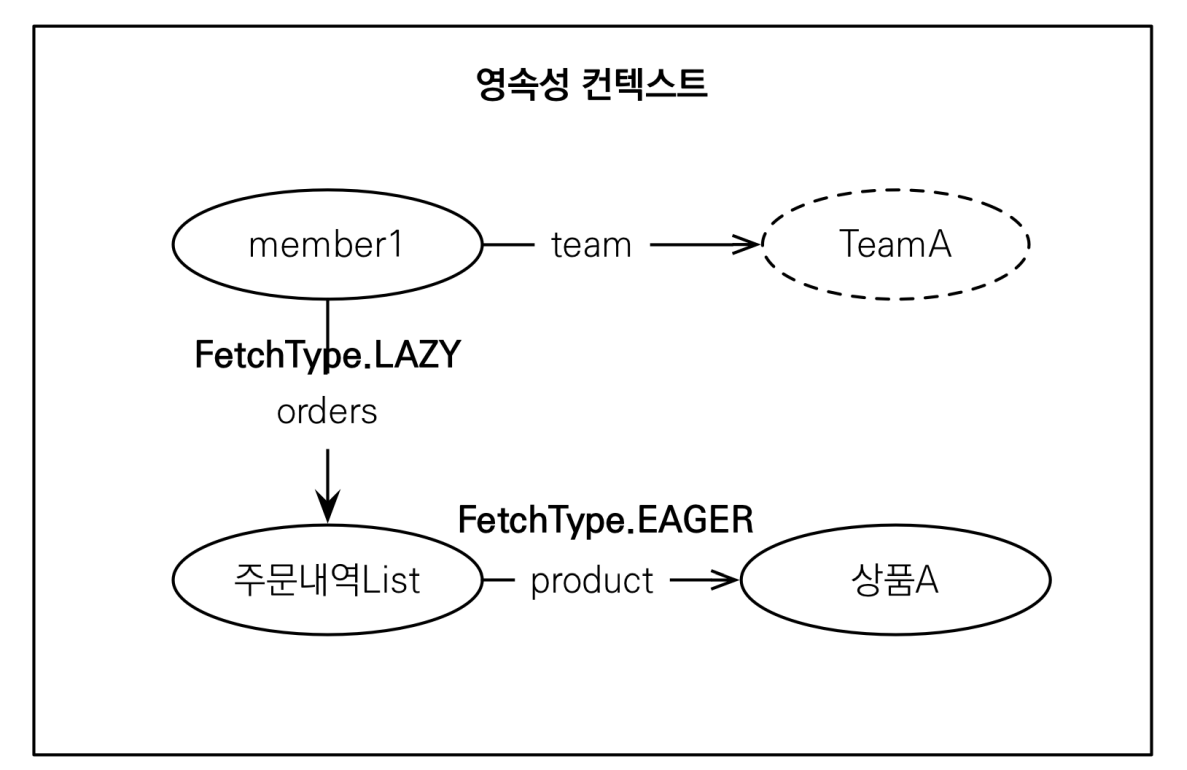 영속성 컨텍스트
member1
team
TeamA
FetchType.LAZY
orders
FetchType.EAGER
주문내역List
product
상품A